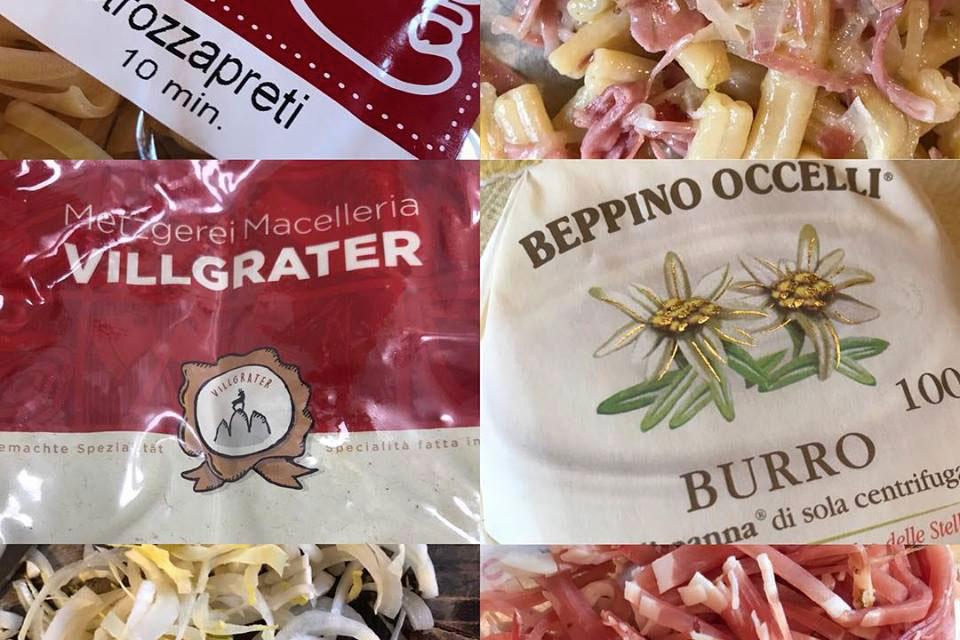 trozzapreti
10 min.
Metzgerei Macelleria
VILLGRATER
VILLGRATER
emachte Spezialität
Specialità fatta in
BEPPINO OCCELLI®
100
BURRO
panna® di sola centrifuga
delle Stell